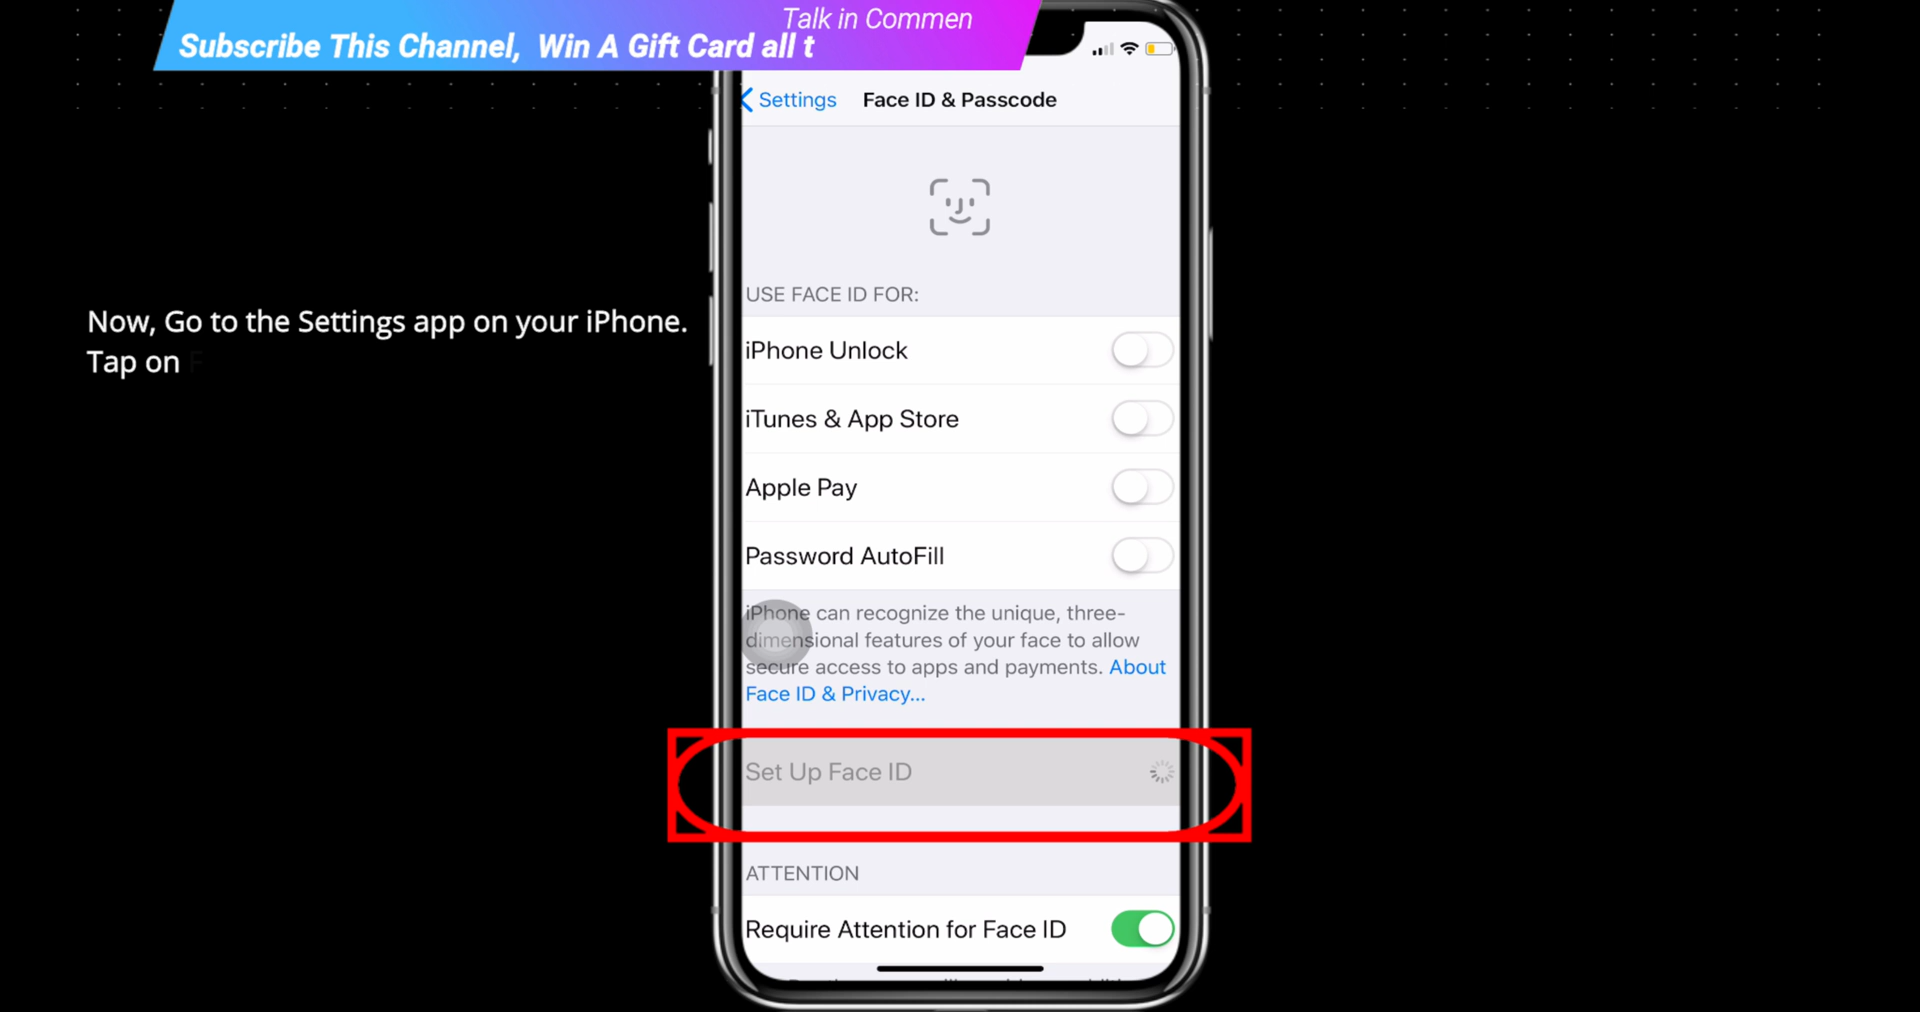 Talk in Commen
Subscribe This Channel, Win A Gift Card all t
Settings
Face ID & Passcode
Now, Go to the Settings app on your iPhone.
Tap on F
USE FACE ID FOR:
iPhone Unlock
iTunes & App Store
Apple Pay
Password AutoFill
iPhone can recognize the unique, three-
dimensional features of your face to allow
secure access to apps and payments. About
Face ID & Privacy...
Set Up Face ID
ATTENTION
Require Attention for Face ID